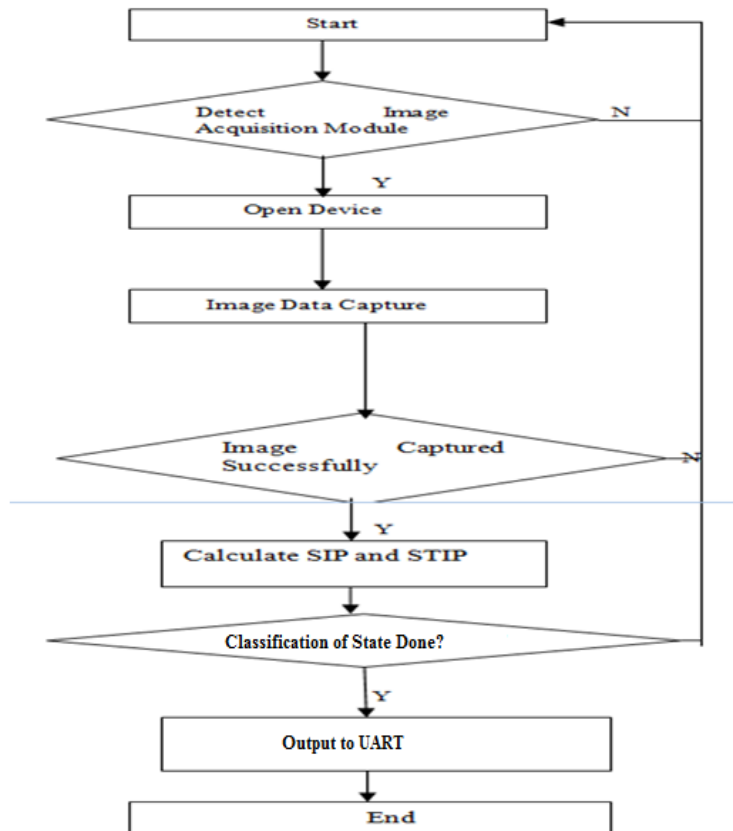 Start
Detect Image
Acquisition Module
N
Y
Open Device
Image Data Capture
Image Captured
Successfully
N
Y
Calculate SIP and STIP
Classification of State Done?
Y
Output to UART
End